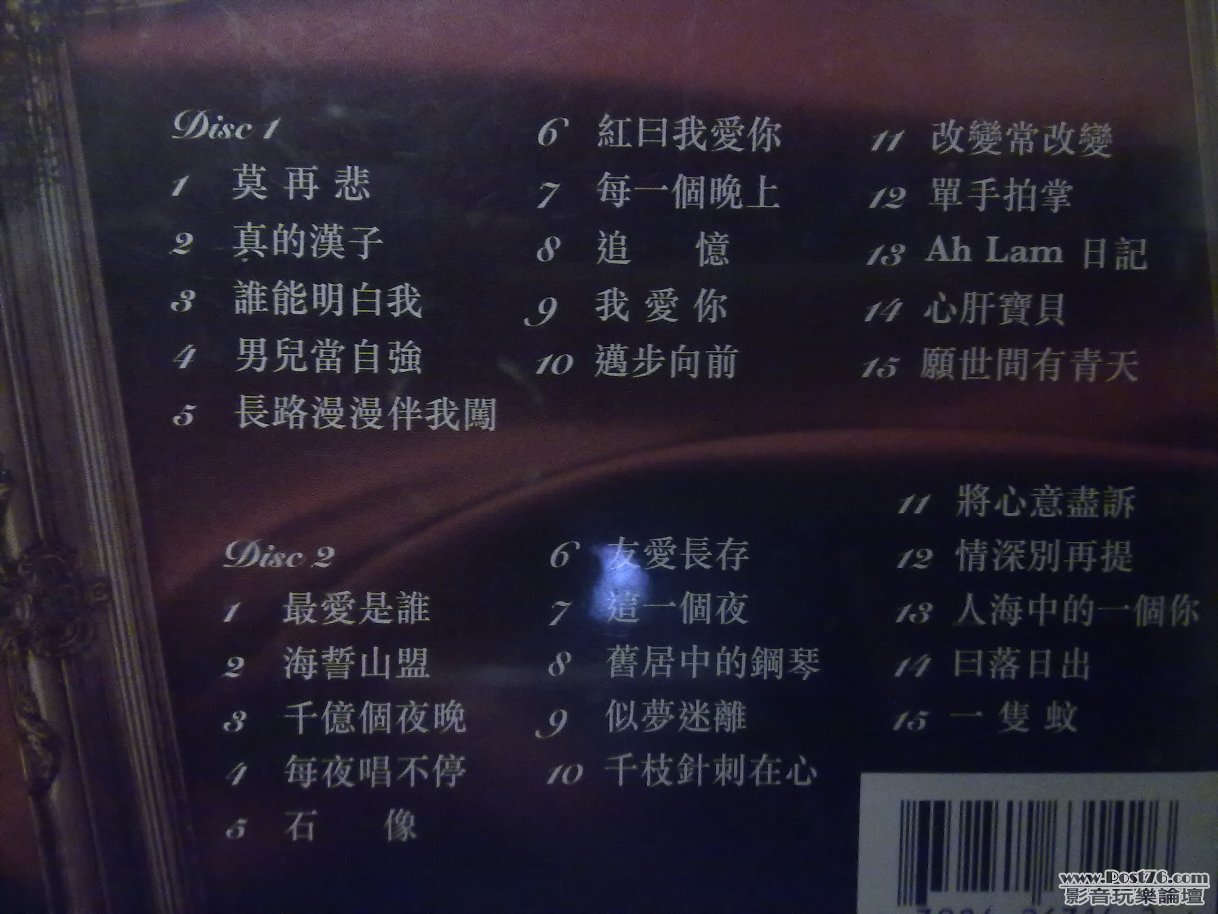 Disc 1
1 莫再悲
2 真的漢子
3 誰能明白我
4 男兒當自強
5 長路漫漫伴我闖
6 紅日我愛你
7 每一個晚上
8 追憶
9 我愛你
10 邁步向前
11 改變常改變
12 單手拍掌
13 Ah Lam 日記
14 心肝寶貝
15 願世間有青天
Disc 2
1 最愛是誰
2 海誓山盟
3 千億個夜晚
4 每夜唱不停
5 石像
6 友愛長存
7 這一個夜
8 舊居中的鋼琴
9 似夢迷離
10 千枝針刺在心
11 將心意盡訴
12 情深別再提
13 人海中的一個你
14 日落日出
15 一隻蚊
www.Post76.com
影音玩樂論壇